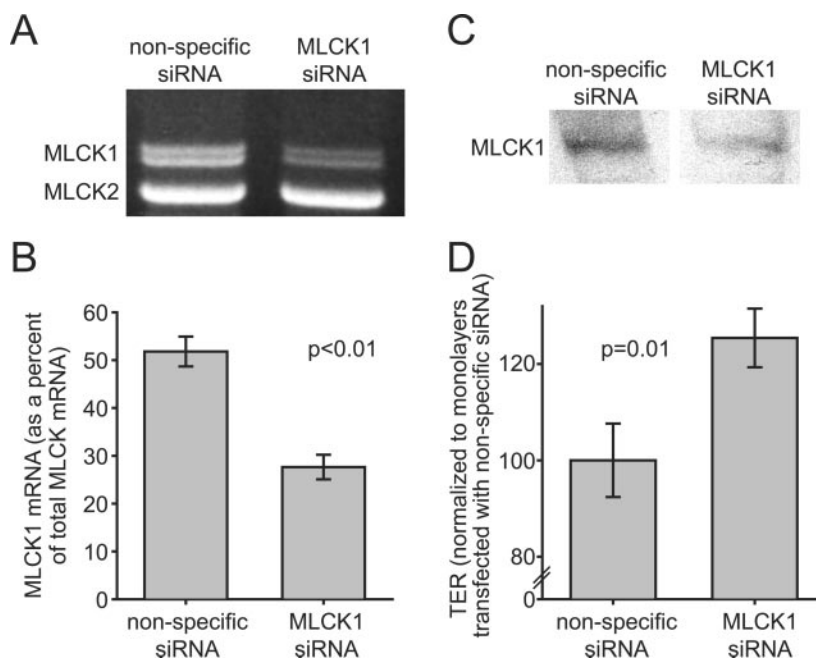 A
non-specific
siRNA
MLCK1
siRNA
MLCK1
MLCK2
C
non-specific
siRNA
MLCK1
siRNA
MLCK1
B
MLCK1 mRNA (as a percent
of total MLCK mRNA)
60
50
40
30
20
10
0
p<0.01
non-specific
siRNA
MLCK1
siRNA
D
TER (normalized to monolayers
transfected with non-specific siRNA)
120
100
80
0
p=0.01
non-specific
siRNA
MLCK1
siRNA